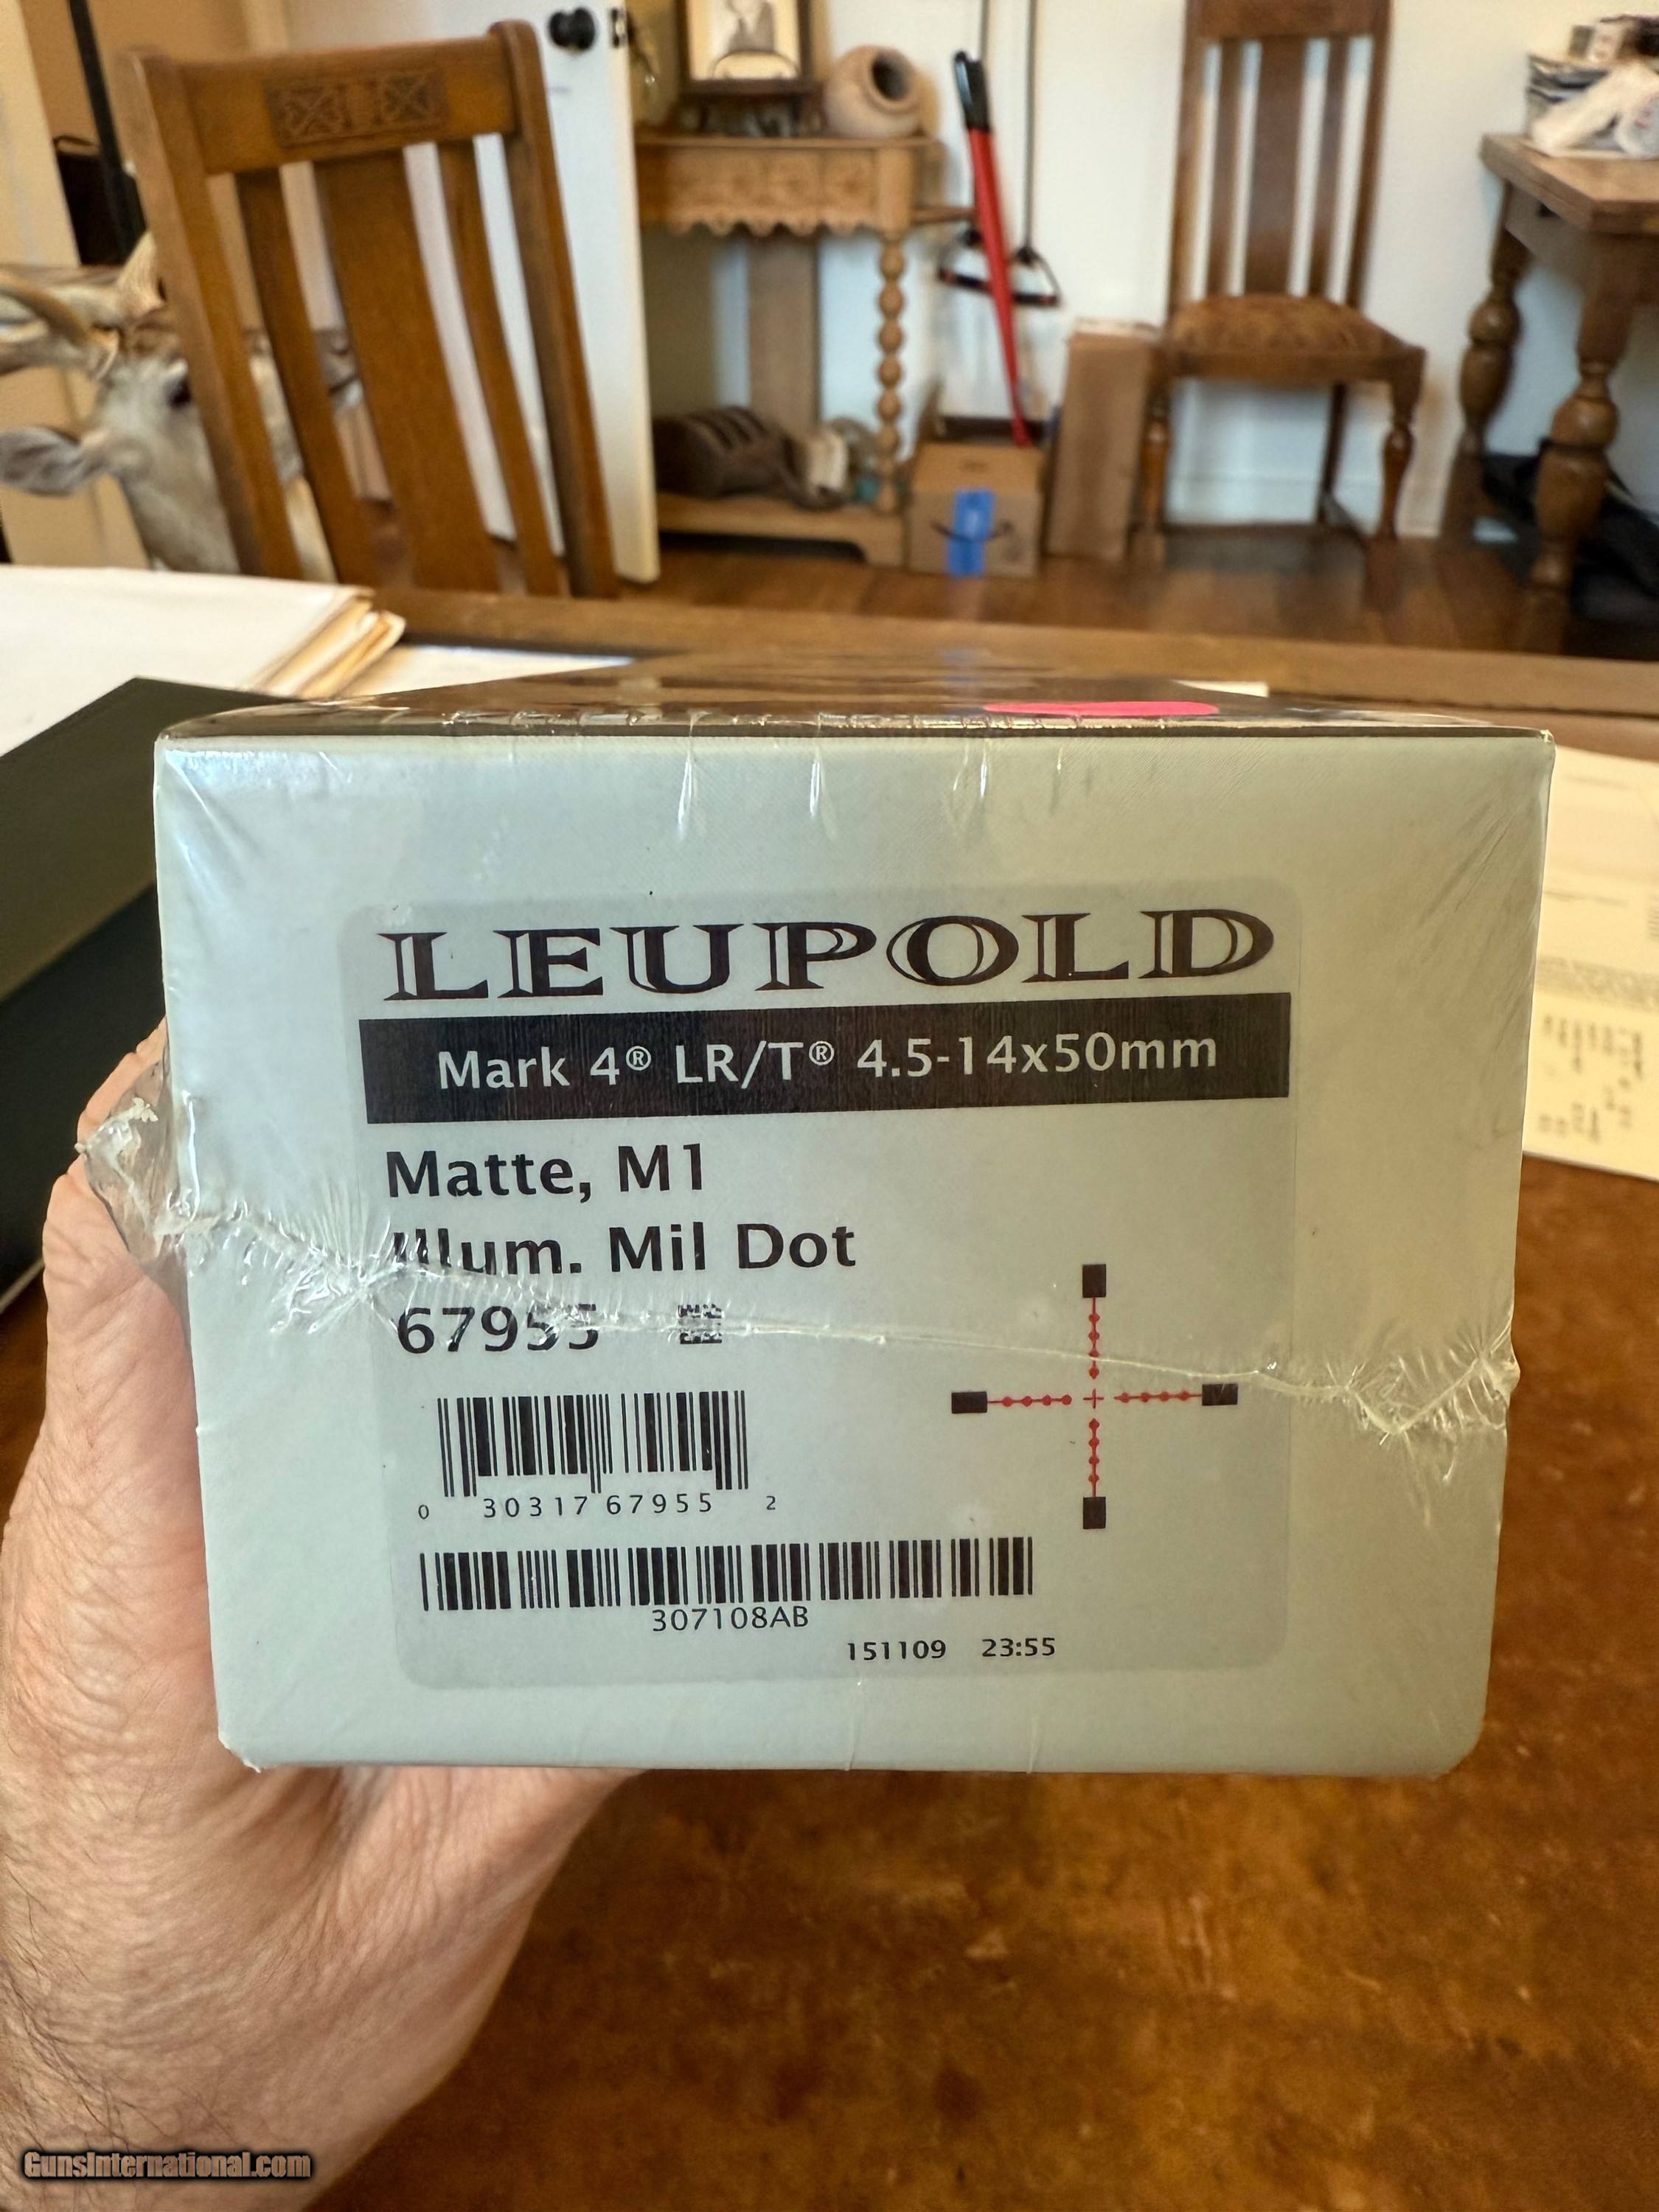 LEUPOLD
Mark 4® LR/T® 4.5-14x50mm
Matte, M1
Illum. Mil Dot
67955
0 30317 67955 2
307108AB
151109 23:55
GunsInternational.com